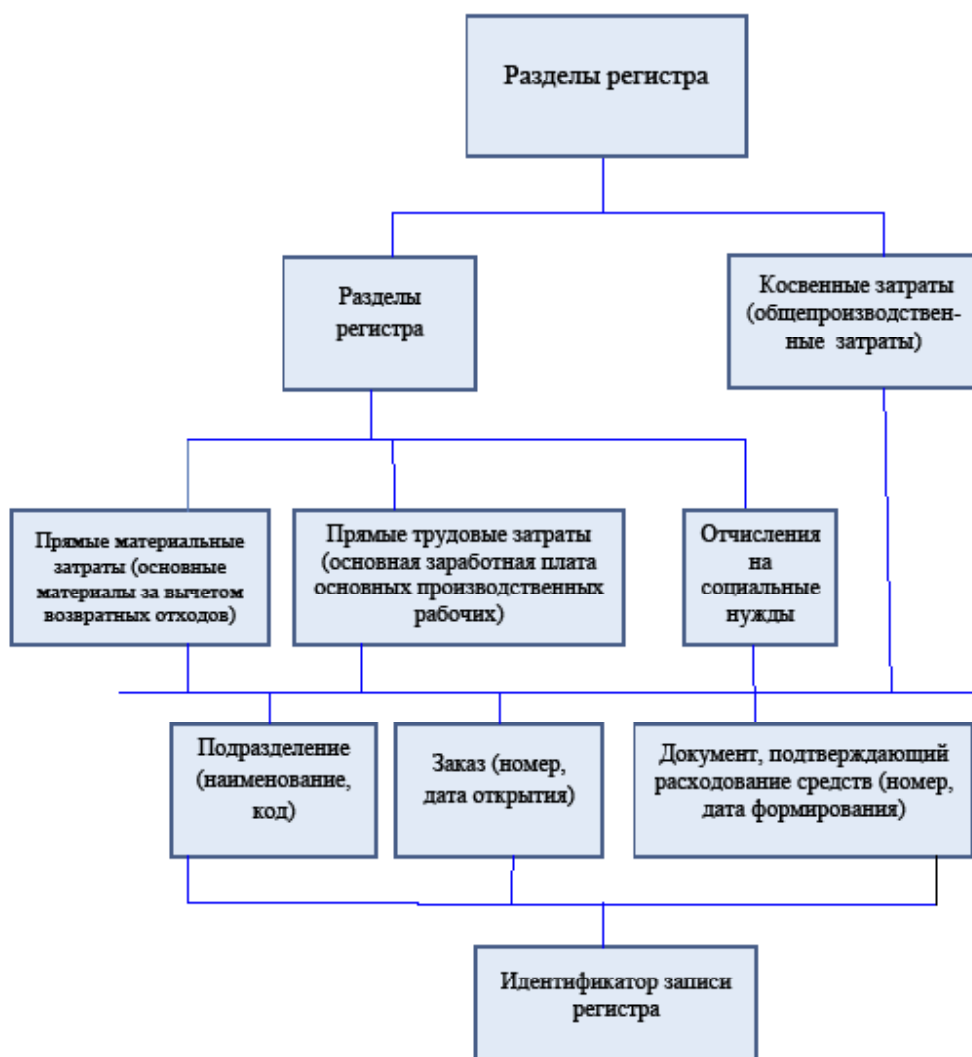 Разделы регистра
Разделы
регистра
Косвенные затраты
(общепроизводствен-
ные затраты)
Прямые материальные
затраты (основные
материалы за вычетом
возвратных отходов)
Прямые трудовые затраты
(основная заработная плата
основных производственных
рабочих)
Отчисления
на
социальные
нужды
Подразделение
(наименование,
код)
Заказ (номер,
дата открытия)
Документ, подтверждающий
расходование средств (номер,
дата формирования)
Идентификатор записи
регистра